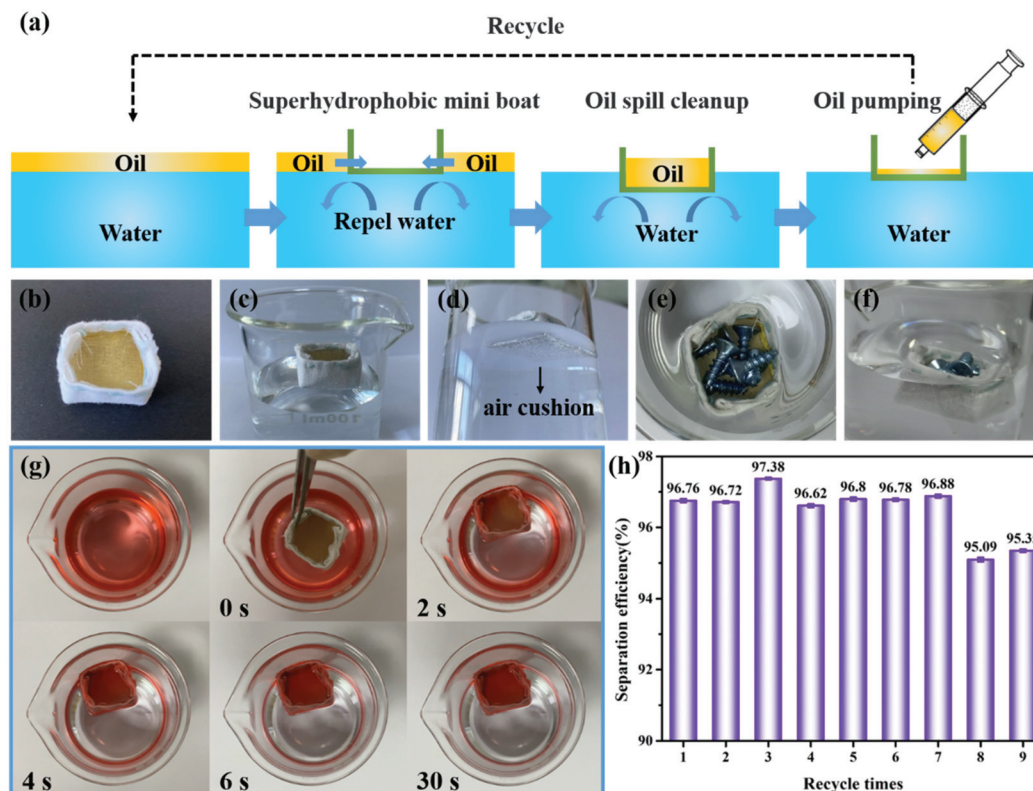 (a)
Recycle
Superhydrophobic mini boat
Oil spill cleanup
Oil pumping
Oil
Oil
Oil
Oil
Water
Repel water
Water
(b)
(c)
(d)
air cushion
(e)
(f)
(g)
0 s
2 s
4 s
6 s
30 s
(h)
Separation efficiency(%)
98
96
94
92
90
96.76
96.72
97.38
96.62
96.8
96.78
96.88
95.09
1 2 3 4 5 6 7 8 9
Recycle times